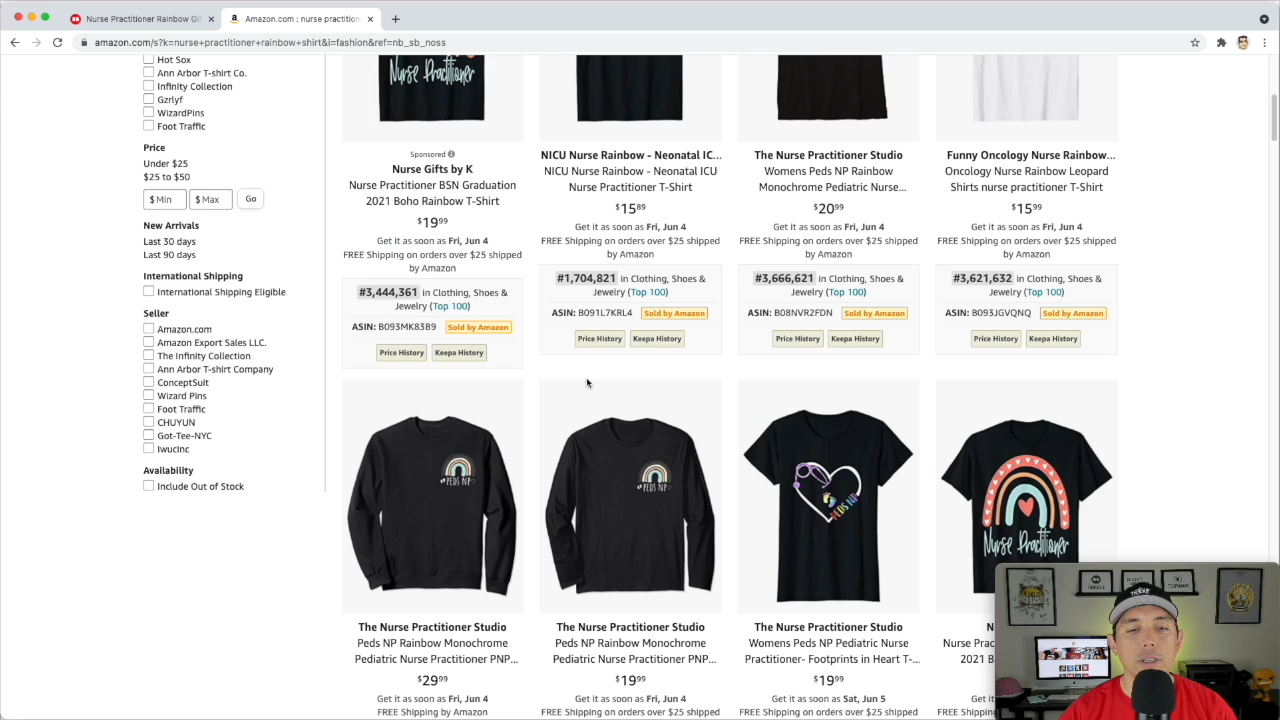 Nurse Practitioner Rainbow Gif
Amazon.com : nurse practition
amazon.com/s?k=nurse+practitioner+rainbow+shirt&i=fashion&ref=nb_sb_noss
Hot Sox
Ann Arbor T-shirt Co.
Infinity Collection
Gzrlyf
WizardPins
Foot Traffic
Price
Under $25
$25 to $50
$ Min
$ Max
Go
New Arrivals
Last 30 days
Last 90 days
International Shipping
International Shipping Eligible
Seller
Amazon.com
Amazon Export Sales LLC.
The Infinity Collection
Ann Arbor T-shirt Company
ConceptSuit
Wizard Pins
Foot Traffic
CHUYUN
Got-Tee-NYC
IwucInc
Availability
Include Out of Stock
Nurse Practitioner
Sponsored
Nurse Gifts by K
Nurse Practitioner BSN Graduation
2021 Boho Rainbow T-Shirt
$19.99
Get it as soon as Fri, Jun 4
FREE Shipping on orders over $25 shipped
by Amazon
#3,444,361 in Clothing, Shoes &
Jewelry (Top 100)
ASIN: B093MK83B9 Sold by Amazon
Price History Keepa History
NICU Nurse Rainbow - Neonatal IC...
NICU Nurse Rainbow - Neonatal ICU
Nurse Practitioner T-Shirt
$15.89
Get it as soon as Fri, Jun 4
FREE Shipping on orders over $25 shipped
by Amazon
#1,704,821 in Clothing, Shoes &
Jewelry (Top 100)
ASIN: B091L7KRL4 Sold by Amazon
Price History Keepa History
The Nurse Practitioner Studio
Womens Peds NP Rainbow
Monochrome Pediatric Nurse...
$20.99
Get it as soon as Fri, Jun 4
FREE Shipping on orders over $25 shipped
by Amazon
#3,666,621 in Clothing, Shoes &
Jewelry (Top 100)
ASIN: B08NVR2FDN Sold by Amazon
Price History Keepa History
Funny Oncology Nurse Rainbow...
Oncology Nurse Rainbow Leopard
Shirts nurse practitioner T-Shirt
$15.99
Get it as soon as Fri, Jun 4
FREE Shipping on orders over $25 shipped
by Amazon
#3,621,632 in Clothing, Shoes &
Jewelry (Top 100)
ASIN: B093JGVQNQ Sold by Amazon
Price History Keepa History
PEDS NP
The Nurse Practitioner Studio
Peds NP Rainbow Monochrome
Pediatric Nurse Practitioner PNP...
$29.99
Get it as soon as Fri, Jun 4
FREE Shipping by Amazon
PEDS NP
The Nurse Practitioner Studio
Peds NP Rainbow Monochrome
Pediatric Nurse Practitioner PNP...
$19.99
Get it as soon as Fri, Jun 4
FREE Shipping on orders over $25 shipped
PEDS NP
The Nurse Practitioner Studio
Womens Peds NP Pediatric Nurse
Practitioner- Footprints in Heart T-...
$19.99
Get it as soon as Sat, Jun 5
FREE Shipping on orders over $25 shipped
Nurse Practitioner
N
Nurse Prac
2021 B